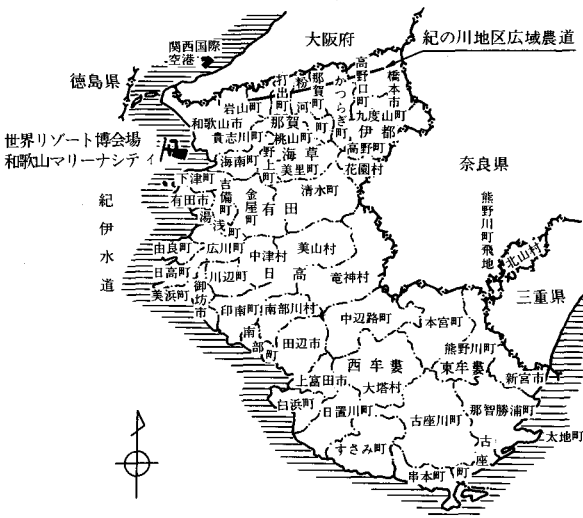 関西国際
空港
大阪府
紀の川地区広域農道
徳島県
世界リゾート博会場
和歌山マリーナシティ
紀伊水道
奈良県
三重県
熊野川町飛地
北山村
岩山町
打出町
粉河町
那賀町
かつらぎ町
高野口町
橋本市
九度山町
伊都
和歌山市
貴志川町
那賀
桃山町
海草
高野町
花園村
海南町
野上町
美里町
下津町
有田市
吉備町
金屋町
清水町
有田
湯浅町
由良町
広川町
中津村
美山村
日高町
川辺町
日高
竜神村
美浜町
御坊市
印南町
南部川村
南部町
中辺路町
本宮町
田辺市
熊野川町
西牟婁
東牟婁
新宮市
上富田市
大塔村
白浜町
日置川町
古座川町
那智勝浦町
太地町
すさみ町
古座町
串本町